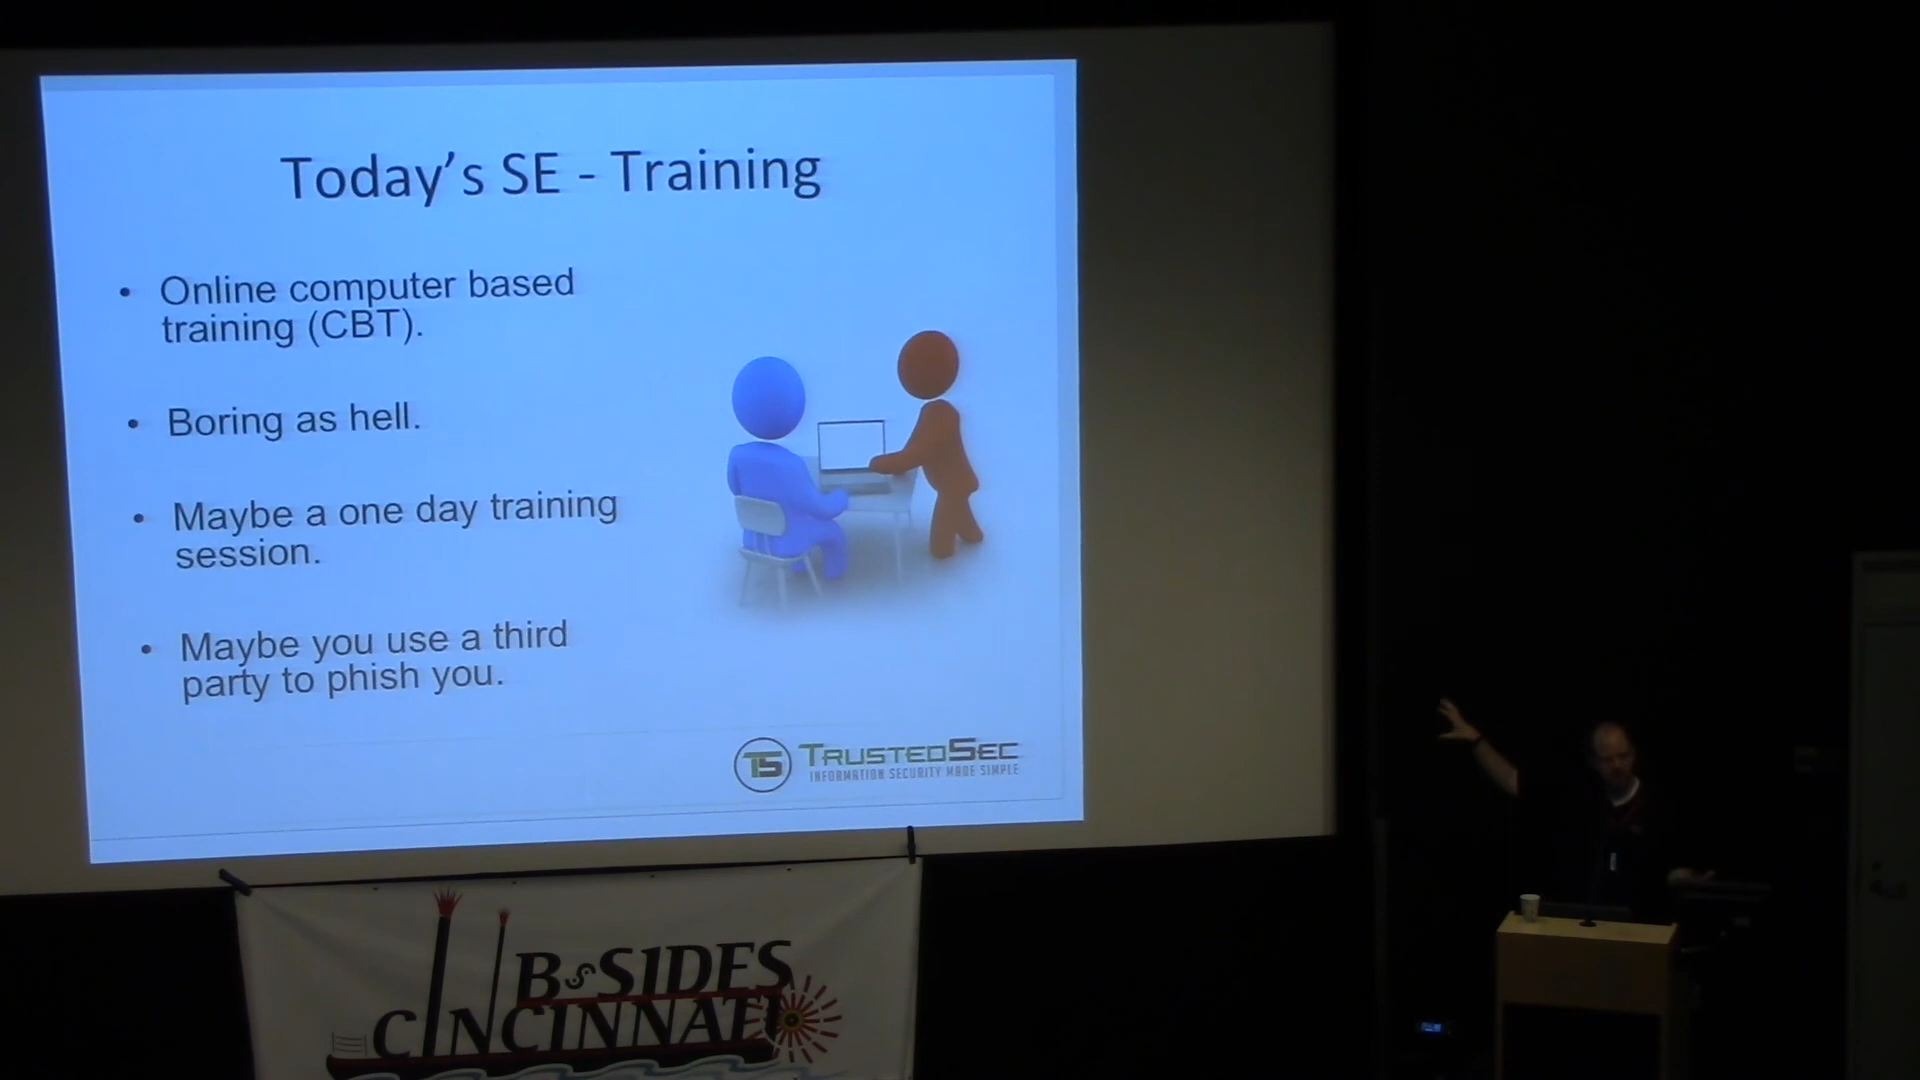 Today's SE - Training
• Online computer based
training (CBT).
• Boring as hell.
• Maybe a one day training
session.
• Maybe you use a third
party to phish you.
TS TRUSTEDSEC
INFORMATION SECURITY MADE SIMPLE
B-SIDES
CINCINNATI